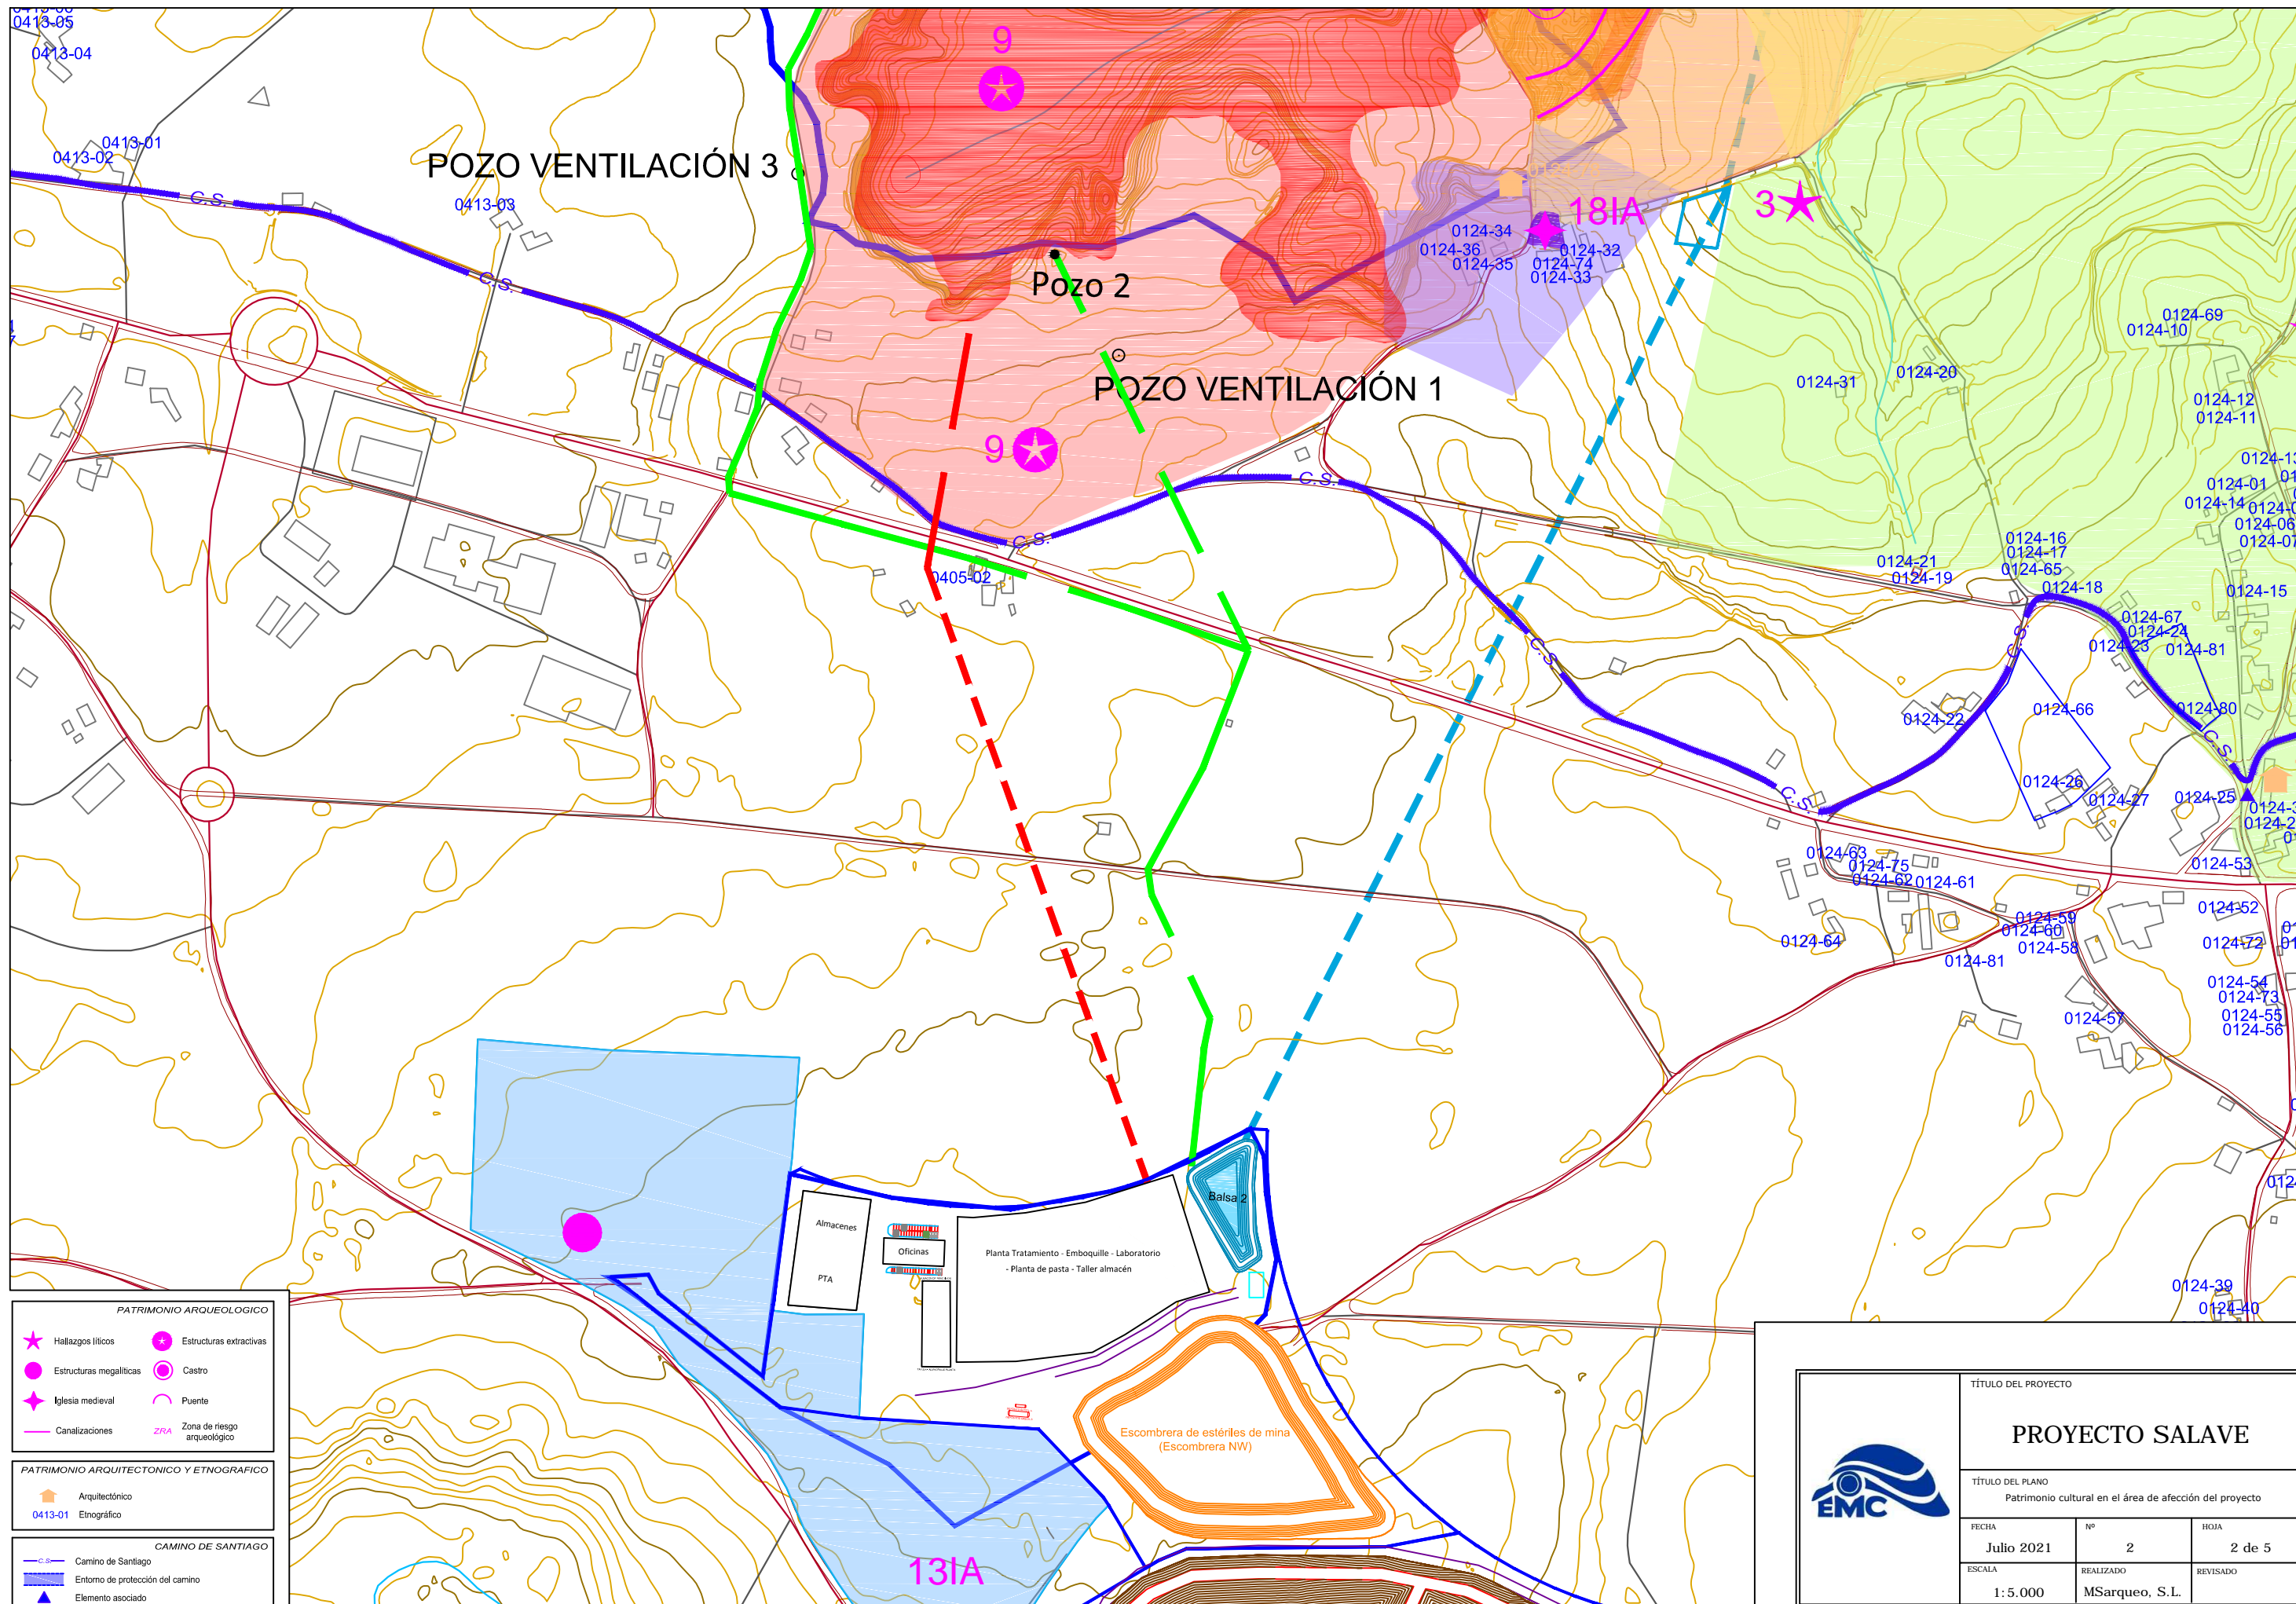 0413-05
0413-04
0413-01
0413-02
POZO VENTILACIÓN 3
C.S.
0413-03
C.S.
9
Pozo 2
POZO VENTILACIÓN 1
9
C.S.
C.S.
0405-02
18IA
3
0124-34
0124-36
0124-35
0124-32
0124-74
0124-33
0124-69
0124-10
0124-31
0124-20
0124-12
0124-11
0124-01
0124-14
0124-16
0124-17
0124-65
0124-21
0124-19
0124-18
0124-15
0124-67
0124-24
0124-23
0124-81
C.S.
C.S.
0124-66
0124-80
0124-22
C.S.
0124-26
0124-27
0124-25
C.S.
0124-63
0124-75
0124-62
0124-61
0124-53
0124-52
0124-59
0124-60
0124-58
0124-64
0124-81
0124-72
0124-54
0124-73
0124-55
0124-56
0124-57
0124-39
0124-40
Balsa 2
Almacenes
PTA
Oficinas
Planta Tratamiento - Emboquille - Laboratorio
- Planta de pasta - Taller almacén
Escombrera de estériles de mina
(Escombrera NW)
13IA
PATRIMONIO ARQUEOLOGICO
Hallazgos líticos
Estructuras extractivas
Estructuras megalíticas
Castro
Iglesia medieval
Puente
Canalizaciones
ZRA Zona de riesgo
arqueológico
PATRIMONIO ARQUITECTONICO Y ETNOGRAFICO
Arquitectónico
0413-01 Etnográfico
CAMINO DE SANTIAGO
C.S. Camino de Santiago
Entorno de protección del camino
Elemento asociado
EMC
TÍTULO DEL PROYECTO
PROYECTO SALAVE
TÍTULO DEL PLANO
Patrimonio cultural en el área de afección del proyecto
FECHA
Julio 2021
Nº
2
HOJA
2 de 5
ESCALA
1:5.000
REALIZADO
MSarqueo, S.L.
REVISADO